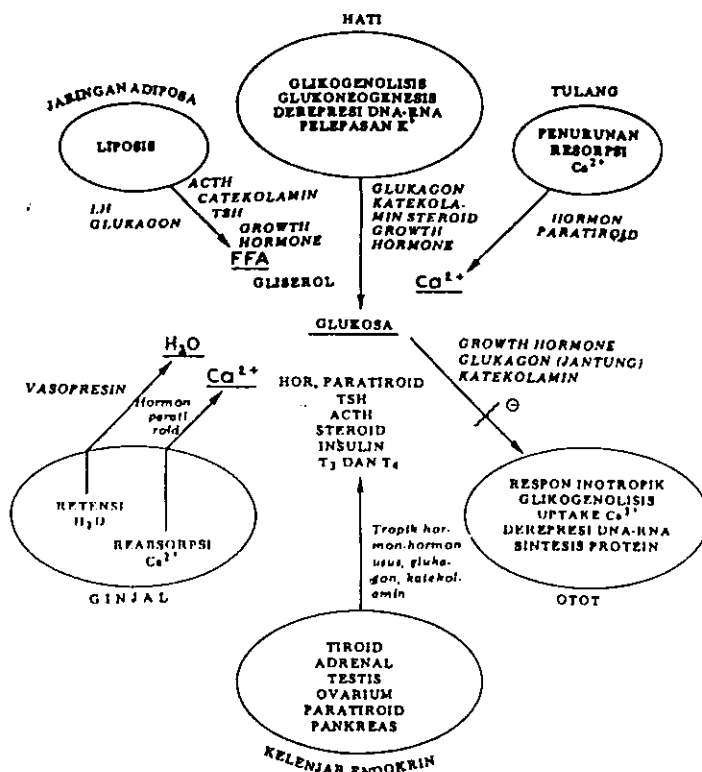 HATI
GLIKOGENOLISIS
GLUKONEOGENESIS
DEREPRESI DNA-RNA
PELEPASAN K⁺
JARINGAN ADIPOSA
LIPOSIS
ACTH
CATEKOLAMIN
TSH
GROWTH
HORMONE
LH
GLUKAGON
FFA
GLISEROL
GLUKAGON
KATEKOLA-
MIN STEROID
GROWTH
HORMONE
TULANG
PENURUNAN
RESORPSI
Ca²⁺
HORMON
PARATIROID
Ca²⁺
GLUKOSA
GROWTH HORMONE
GLUKAGON (JANTUNG)
KATEKOLAMIN
⊖
RESPON INOTROPIK
GLIKOGENOLISIS
UPTAKE Ca²⁺
DEREPRESI DNA-RNA
SINTESIS PROTEIN
OTOT
H₂O
Ca²⁺
VASOPRESIN
Hormon
parati
roid
RETENSI
H₂O
REABSORPSI
Ca²⁺
GINJAL
HOR, PARATIROID
TSH
ACTH
STEROID
INSULIN
T₃ DAN T₄
Tropik hor-
mon-hormon
usus, gluka-
gon, katekol-
amin
TIROID
ADRENAL
TESTIS
OVARIUM
PARATIROID
PANKREAS
KELENJAR ENDOKRIN